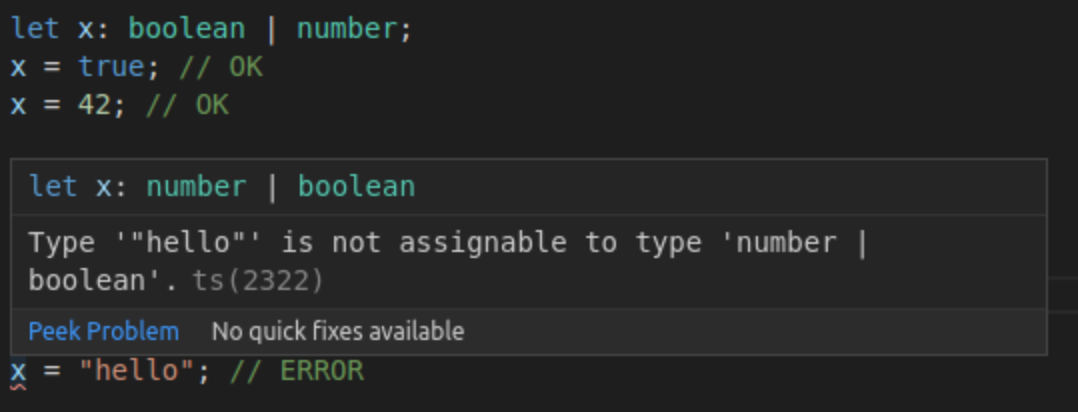 let x: boolean | number;
x = true; // OK
x = 42; // OK
let x: number | boolean
Type '"hello"' is not assignable to type 'number |
boolean'. ts(2322)
Peek Problem No quick fixes available
x = "hello"; // ERROR